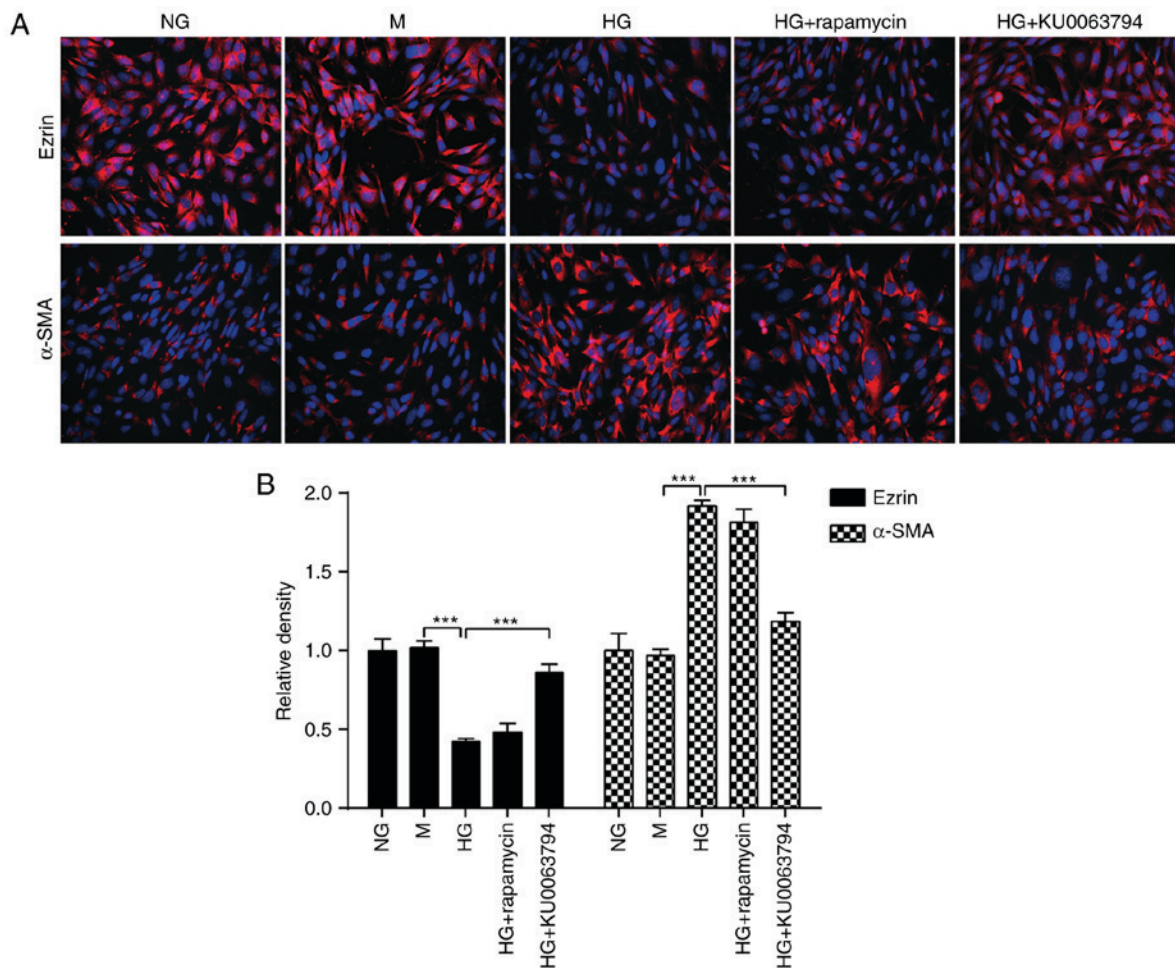 A
NG M HG HG+rapamycin HG+KU0063794
Ezrin
α-SMA
B
Relative density
2.0
1.5
1.0
0.5
0.0
*** ***
*** ***
Ezrin
α-SMA
NG M HG HG+rapamycin HG+KU0063794 NG M HG HG+rapamycin HG+KU0063794